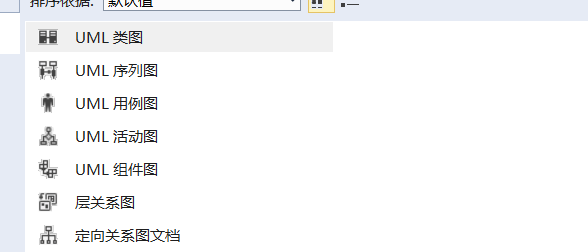 排序依据: 默认值
UML 类图
UML 序列图
UML 用例图
UML 活动图
UML 组件图
层关系图
定向关系图文档